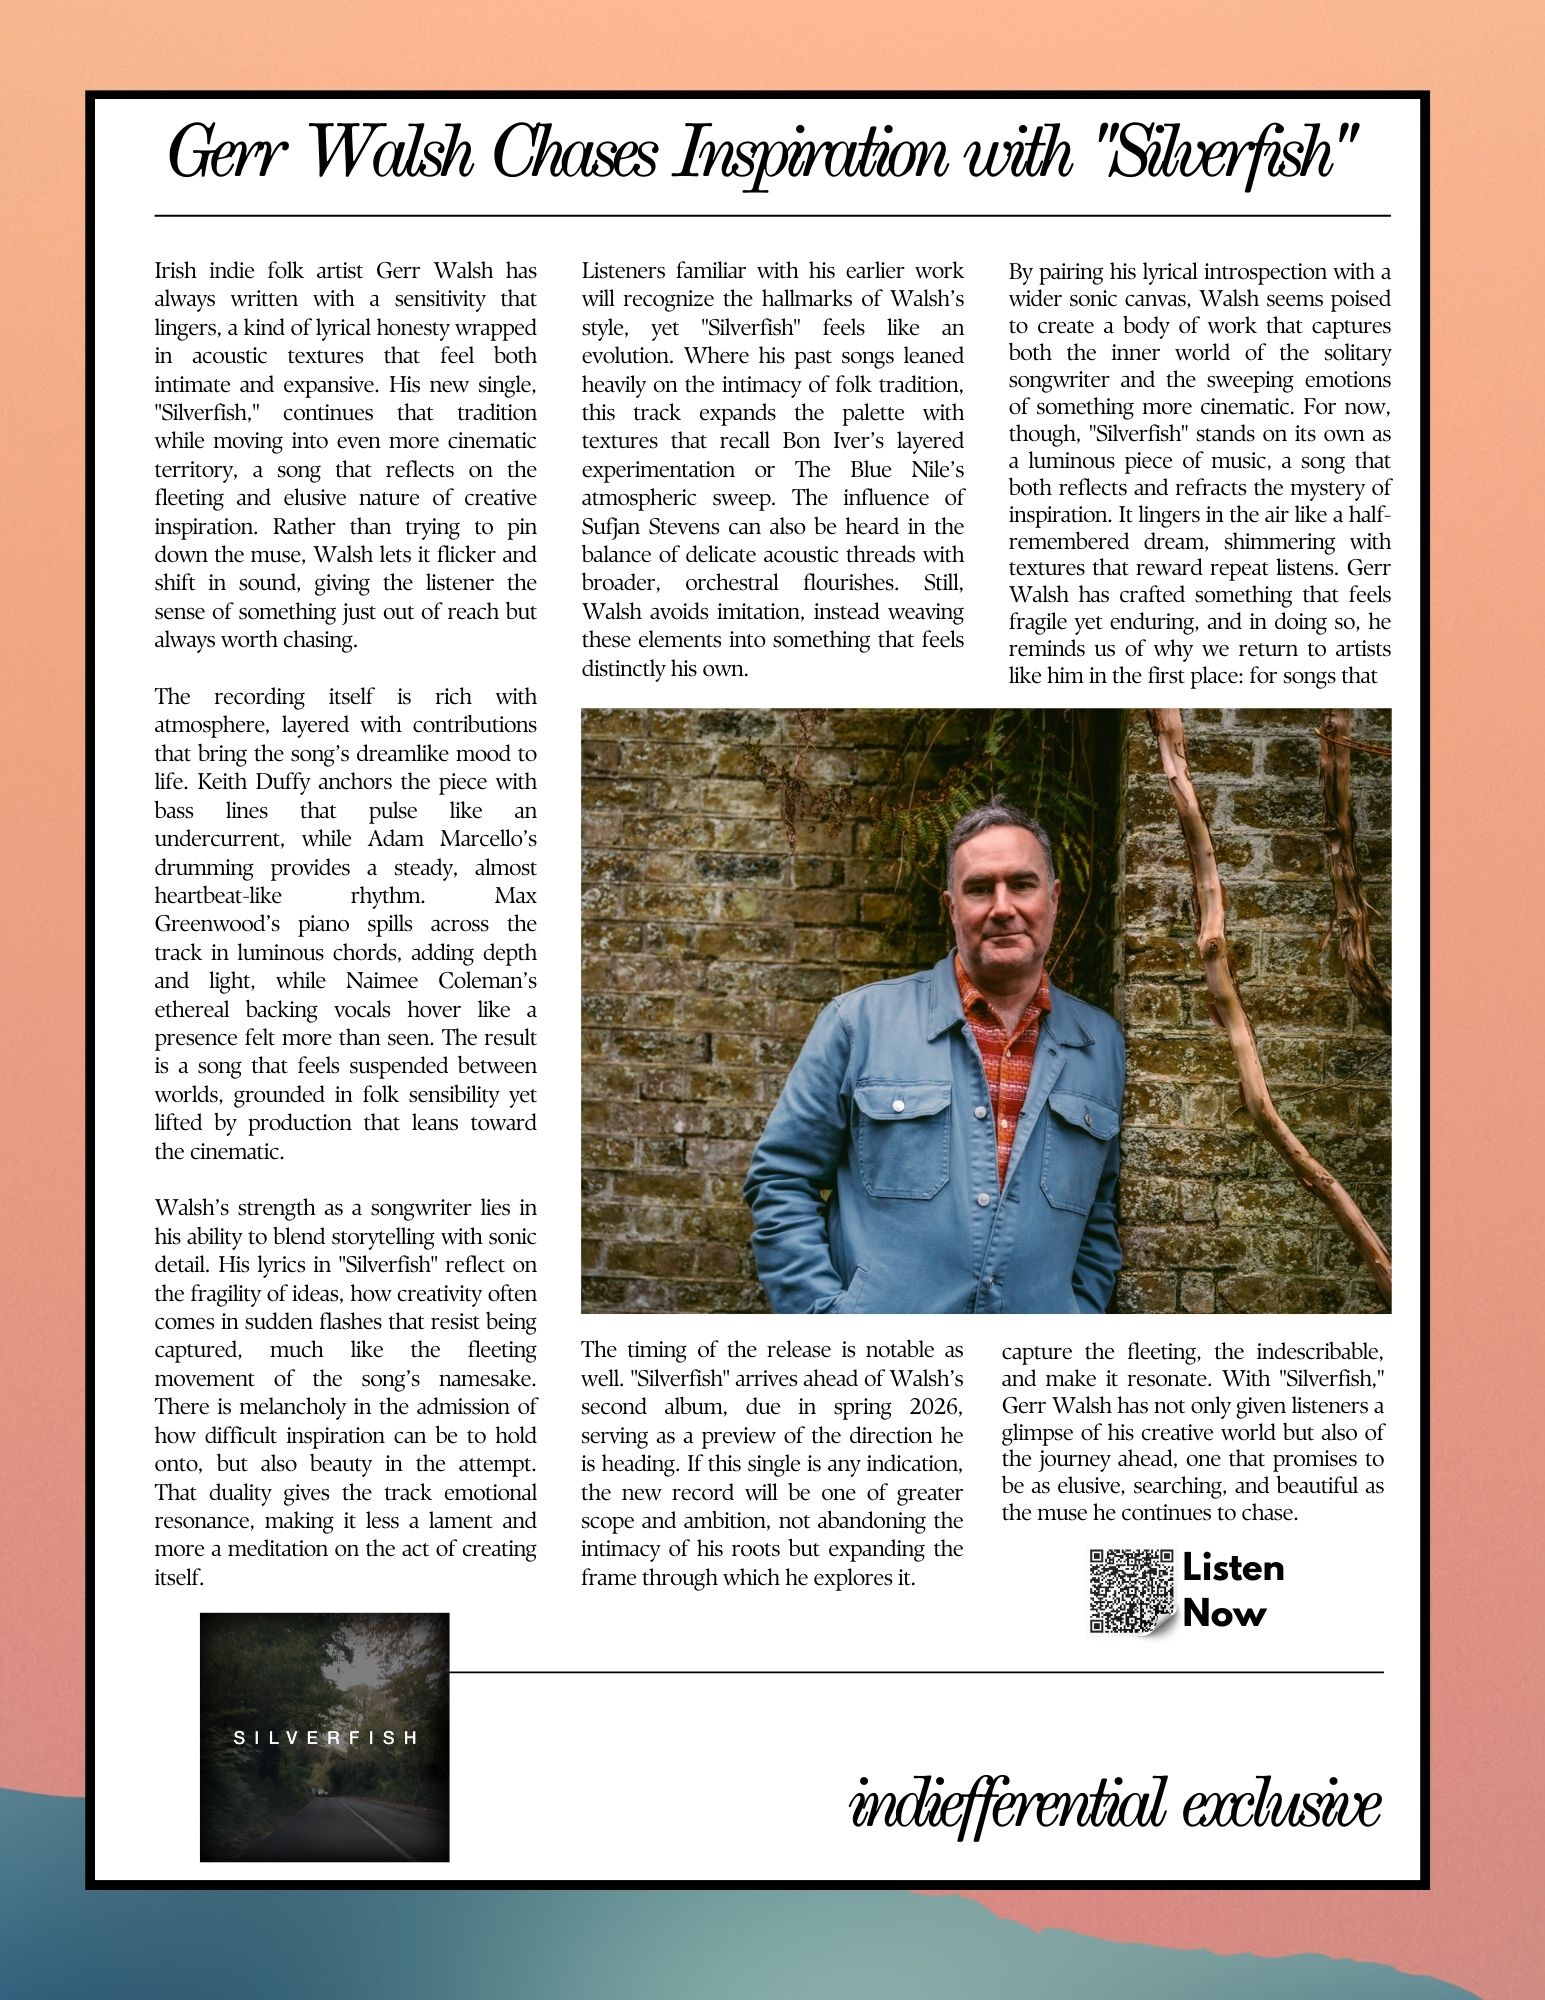 Gerr Walsh Chases Inspiration with "Silverfish"
Irish indie folk artist Gerr Walsh has
always written with a sensitivity that
lingers, a kind of lyrical honesty wrapped
in acoustic textures that feel both
intimate and expansive. His new single,
"Silverfish," continues that tradition
while moving into even more cinematic
territory, a song that reflects on the
fleeting and elusive nature of creative
inspiration. Rather than trying to pin
down the muse, Walsh lets it flicker and
shift in sound, giving the listener the
sense of something just out of reach but
always worth chasing.
The recording itself is rich with
atmosphere, layered with contributions
that bring the song’s dreamlike mood to
life. Keith Duffy anchors the piece with
bass lines that pulse like an
undercurrent, while Adam Marcello’s
drumming provides a steady, almost
heartbeat-like rhythm. Max
Greenwood’s piano spills across the
track in luminous chords, adding depth
and light, while Naimee Coleman’s
ethereal backing vocals hover like a
presence felt more than seen. The result
is a song that feels suspended between
worlds, grounded in folk sensibility yet
lifted by production that leans toward
the cinematic.
Walsh’s strength as a songwriter lies in
his ability to blend storytelling with sonic
detail. His lyrics in "Silverfish" reflect on
the fragility of ideas, how creativity often
comes in sudden flashes that resist being
captured, much like the fleeting
movement of the song’s namesake.
There is melancholy in the admission of
how difficult inspiration can be to hold
onto, but also beauty in the attempt.
That duality gives the track emotional
resonance, making it less a lament and
more a meditation on the act of creating
itself.
Listeners familiar with his earlier work
will recognize the hallmarks of Walsh’s
style, yet "Silverfish" feels like an
evolution. Where his past songs leaned
heavily on the intimacy of folk tradition,
this track expands the palette with
textures that recall Bon Iver’s layered
experimentation or The Blue Nile’s
atmospheric sweep. The influence of
Sufjan Stevens can also be heard in the
balance of delicate acoustic threads with
broader, orchestral flourishes. Still,
Walsh avoids imitation, instead weaving
these elements into something that feels
distinctly his own.
The timing of the release is notable as
well. "Silverfish" arrives ahead of Walsh’s
second album, due in spring 2026,
serving as a preview of the direction he
is heading. If this single is any indication,
the new record will be one of greater
scope and ambition, not abandoning the
intimacy of his roots but expanding the
frame through which he explores it.
By pairing his lyrical introspection with a
wider sonic canvas, Walsh seems poised
to create a body of work that captures
both the inner world of the solitary
songwriter and the sweeping emotions
of something more cinematic. For now,
though, "Silverfish" stands on its own as
a luminous piece of music, a song that
both reflects and refracts the mystery of
inspiration. It lingers in the air like a half-
remembered dream, shimmering with
textures that reward repeat listens. Gerr
Walsh has crafted something that feels
fragile yet enduring, and in doing so, he
reminds us of why we return to artists
like him in the first place: for songs that
capture the fleeting, the indescribable,
and make it resonate. With "Silverfish,"
Gerr Walsh has not only given listeners a
glimpse of his creative world but also of
the journey ahead, one that promises to
be as elusive, searching, and beautiful as
the muse he continues to chase.
Listen
Now
SILVERFISH
indiefferential exclusive